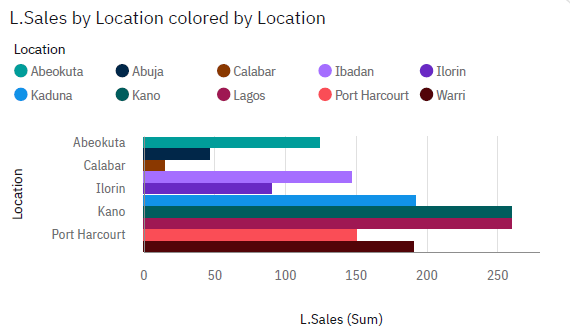 L.Sales by Location colored by Location
Location
Abeokuta Abuja Calabar Ibadan Ilorin
Kaduna Kano Lagos Port Harcourt Warri
Abeokuta
Calabar
Ilorin
Kano
Port Harcourt
Location
0 50 100 150 200 250
L.Sales (Sum)